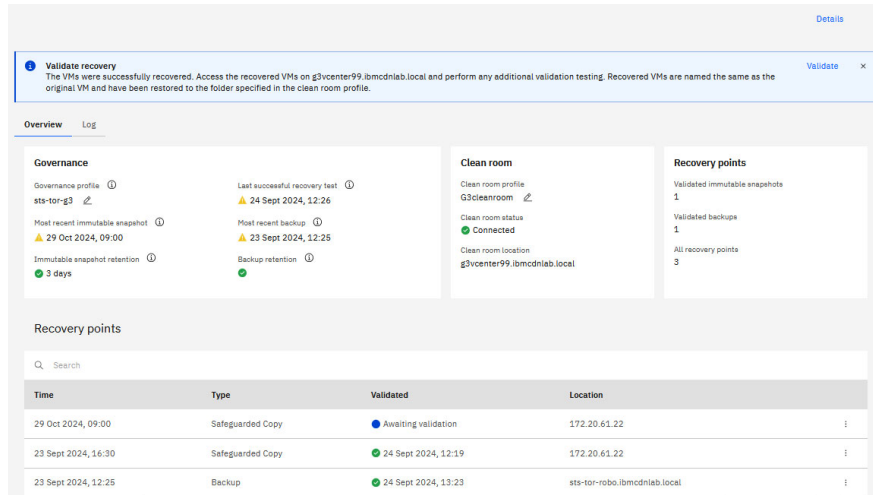 Details
Validate recovery
The VMs were successfully recovered. Access the recovered VMs on g3vcenter99.ibmcdnlab.local and perform any additional validation testing. Recovered VMs are named the same as the
original VM and have been restored to the folder specified in the clean room profile.
Validate
Overview Log
Governance
Governance profile
sts-tor-g3
Last successful recovery test
24 Sept 2024, 12:26
Most recent immutable snapshot
29 Oct 2024, 09:00
Most recent backup
23 Sept 2024, 12:25
Immutable snapshot retention
3 days
Backup retention
Clean room
Clean room profile
G3cleanroom
Clean room status
Connected
Clean room location
g3vcenter99.ibmcdnlab.local
Recovery points
Validated immutable snapshots
1
Validated backups
1
All recovery points
3
Recovery points
Search
Time Type Validated Location
29 Oct 2024, 09:00 Safeguarded Copy Awaiting validation 172.20.61.22
23 Sept 2024, 16:30 Safeguarded Copy 24 Sept 2024, 12:19 172.20.61.22
23 Sept 2024, 12:25 Backup 24 Sept 2024, 13:23 sts-tor-robo.ibmcdnlab.local